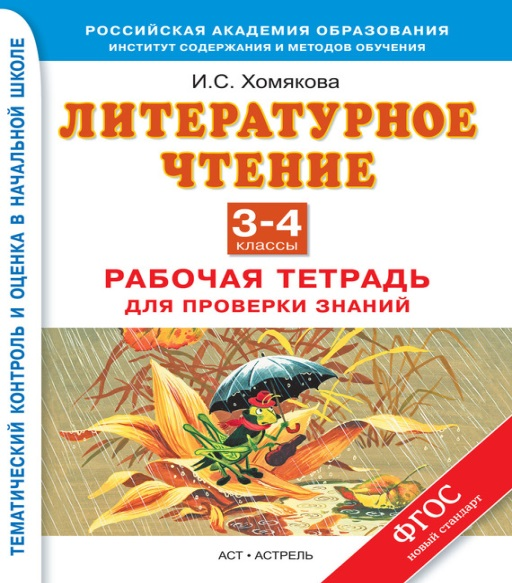 РОССИЙСКАЯ АКАДЕМИЯ ОБРАЗОВАНИЯ
ИНСТИТУТ СОДЕРЖАНИЯ И МЕТОДОВ ОБУЧЕНИЯ
ТЕМАТИЧЕСКИЙ КОНТРОЛЬ И ОЦЕНКА В НАЧАЛЬНОЙ ШКОЛЕ
И.С. Хомякова
ЛИТЕРАТУРНОЕ
ЧТЕНИЕ
3-4
классы
РАБОЧАЯ ТЕТРАДЬ
ДЛЯ ПРОВЕРКИ ЗНАНИЙ
ФГОС
новый стандарт
АСТ • АСТРЕЛЬ